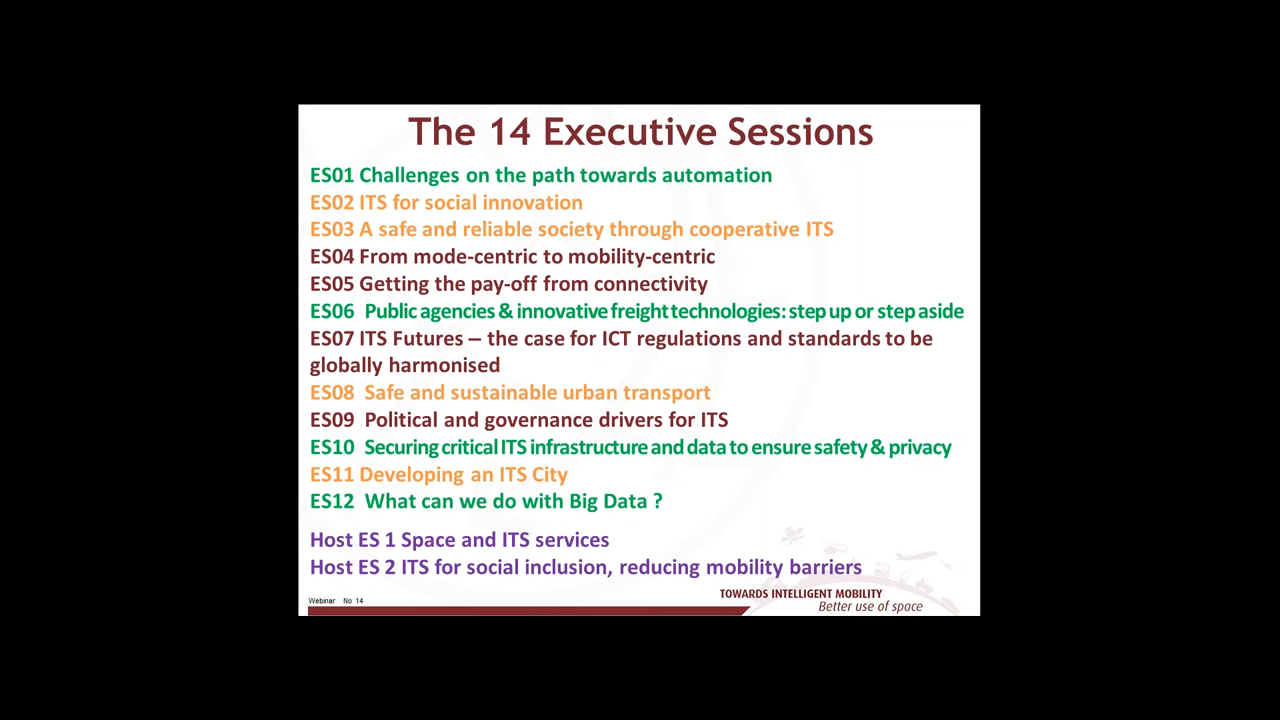 The 14 Executive Sessions
ES01 Challenges on the path towards automation
ES02 ITS for social innovation
ES03 A safe and reliable society through cooperative ITS
ES04 From mode-centric to mobility-centric
ES05 Getting the pay-off from connectivity
ES06 Public agencies & innovative freight technologies: step up or step aside
ES07 ITS Futures – the case for ICT regulations and standards to be
globally harmonised
ES08 Safe and sustainable urban transport
ES09 Political and governance drivers for ITS
ES10 Securing critical ITS infrastructure and data to ensure safety & privacy
ES11 Developing an ITS City
ES12 What can we do with Big Data ?
Host ES 1 Space and ITS services
Host ES 2 ITS for social inclusion, reducing mobility barriers
Webinar No 14
TOWARDS INTELLIGENT MOBILITY
Better use of space